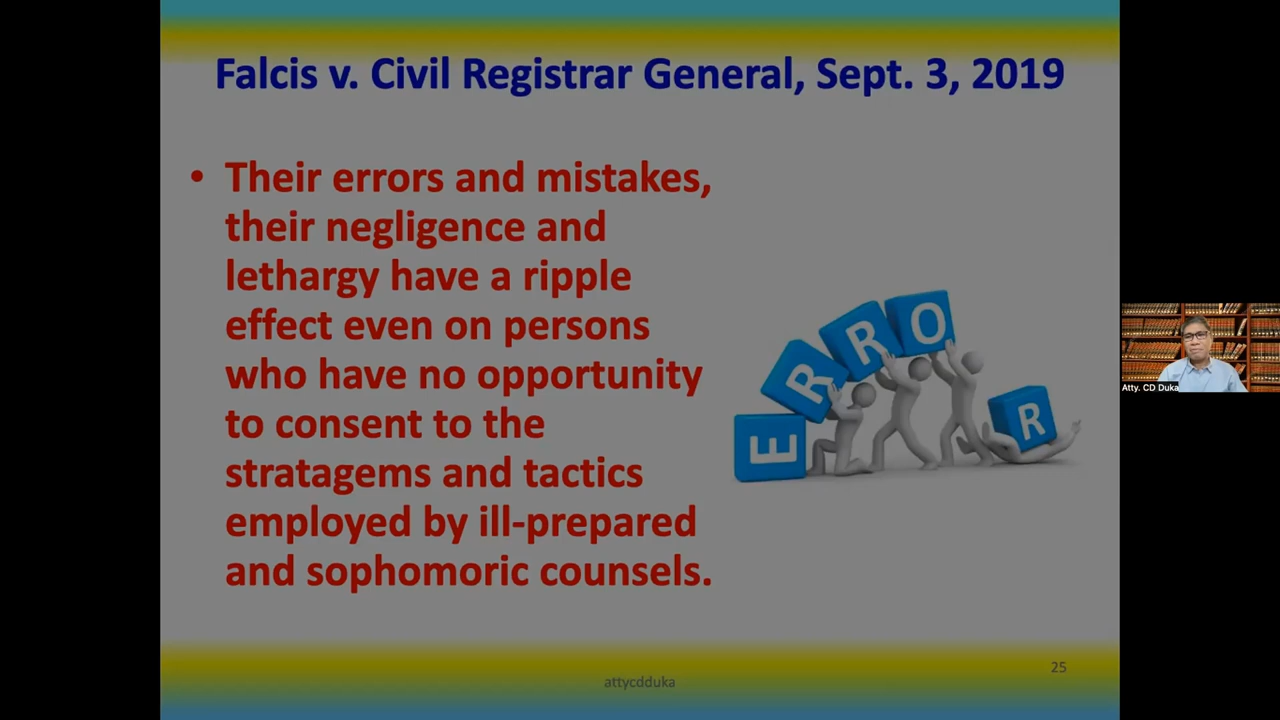 Falcis v. Civil Registrar General, Sept. 3, 2019
• Their errors and mistakes,
their negligence and
lethargy have a ripple
effect even on persons
who have no opportunity
to consent to the
stratagems and tactics
employed by ill-prepared
and sophomoric counsels.
E R R O R
Atty. CD Duka
25
attycdduka